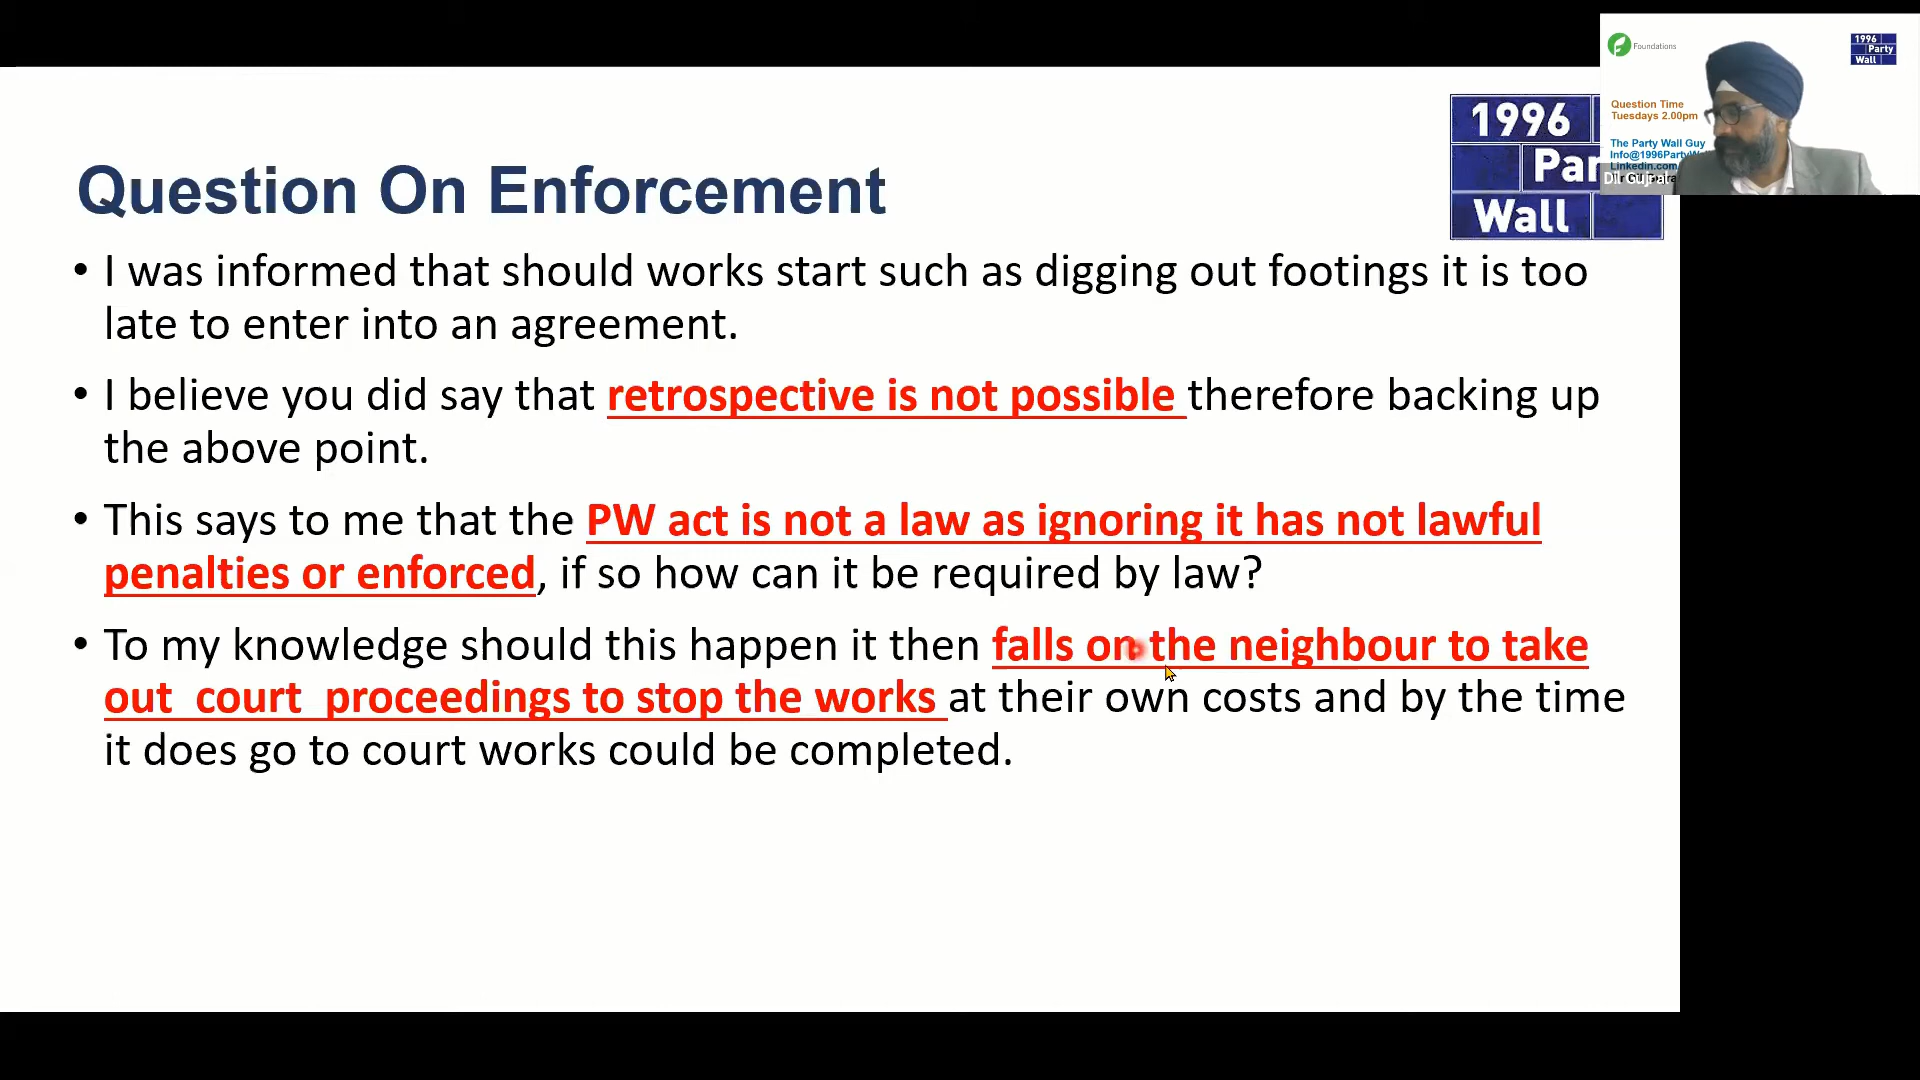 Foundations
1996
Party
Wall
Question Time
Tuesdays 2.00pm
The Party Wall Guy
Info@1996PartyW
Linkedin.com
1996
Par
Wall
Question On Enforcement
• I was informed that should works start such as digging out footings it is too
late to enter into an agreement.
• I believe you did say that retrospective is not possible therefore backing up
the above point.
• This says to me that the PW act is not a law as ignoring it has not lawful
penalties or enforced, if so how can it be required by law?
• To my knowledge should this happen it then falls on the neighbour to take
out court proceedings to stop the works at their own costs and by the time
it does go to court works could be completed.